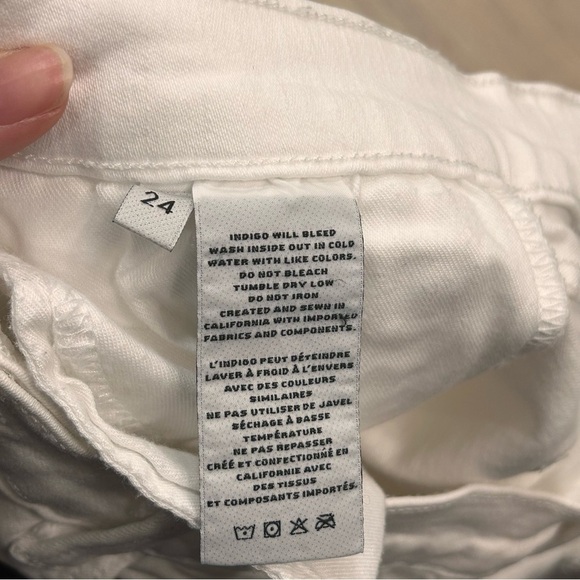 24
INDIGO WILL BLEED
WASH INSIDE OUT IN COLD
WATER WITH LIKE COLORS.
DO NOT BLEACH
TUMBLE DRY LOW
DO NOT IRON
CREATED AND SEWN IN
CALIFORNIA WITH IMPORTED
FABRICS AND COMPONENTS.
L'INDIGO PEUT DÉTEINDRE
LAVER À FROID À L'ENVERS
AVEC DES COULEURS
SIMILAIRES
NE PAS UTILISER DE JAVEL
SÉCHAGE À BASSE
TEMPÉRATURE
NE PAS REPASSER
CRÉÉ ET CONFECTIONNÉ EN
CALIFORNIE AVEC
DES TISSUS
ET COMPOSANTS IMPORTÉS.